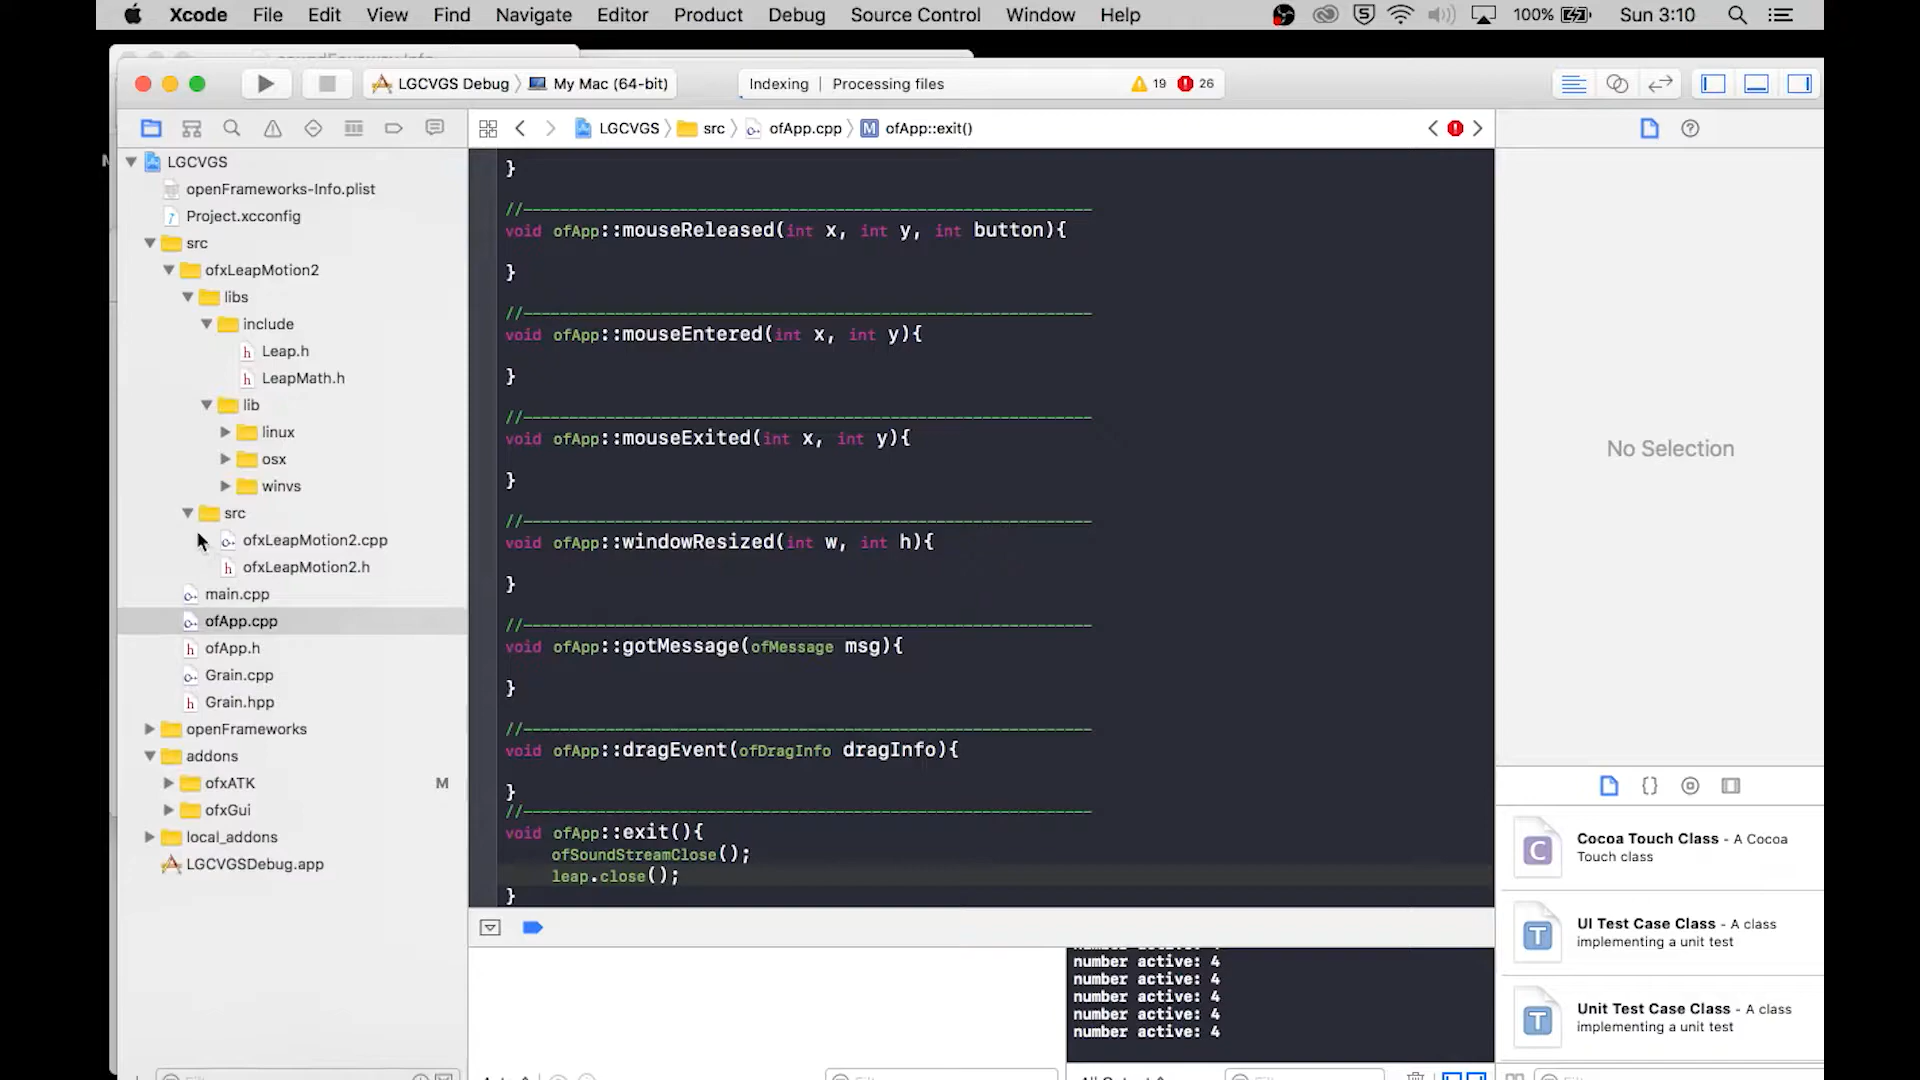 Xcode File Edit View Find Navigate Editor Product Debug Source Control Window Help 100% Sun 3:10
LGCVGS Debug My Mac (64-bit) Indexing | Processing files 19 26
LGCVGS src ofApp.cpp M ofApp::exit()
LGCVGS
openFrameworks-Info.plist
Project.xcconfig
src
ofxLeapMotion2
libs
include
h Leap.h
h LeapMath.h
lib
linux
osx
winvs
src
ofxLeapMotion2.cpp
h ofxLeapMotion2.h
main.cpp
ofApp.cpp
h ofApp.h
Grain.cpp
h Grain.hpp
openFrameworks
addons
ofxATK M
ofxGui
local_addons
LGCVGSDebug.app
}
//--------------------------------------------------------------
void ofApp::mouseReleased(int x, int y, int button){
}
//--------------------------------------------------------------
void ofApp::mouseEntered(int x, int y){
}
//--------------------------------------------------------------
void ofApp::mouseExited(int x, int y){
}
//--------------------------------------------------------------
void ofApp::windowResized(int w, int h){
}
//--------------------------------------------------------------
void ofApp::gotMessage(ofMessage msg){
}
//--------------------------------------------------------------
void ofApp::dragEvent(ofDragInfo dragInfo){
}
//--------------------------------------------------------------
void ofApp::exit(){
ofSoundStreamClose();
leap.close();
}
number active: 4
number active: 4
number active: 4
number active: 4
number active: 4
No Selection
{}
C Cocoa Touch Class - A Cocoa
Touch class
T UI Test Case Class - A class
implementing a unit test
T Unit Test Case Class - A class
implementing a unit test